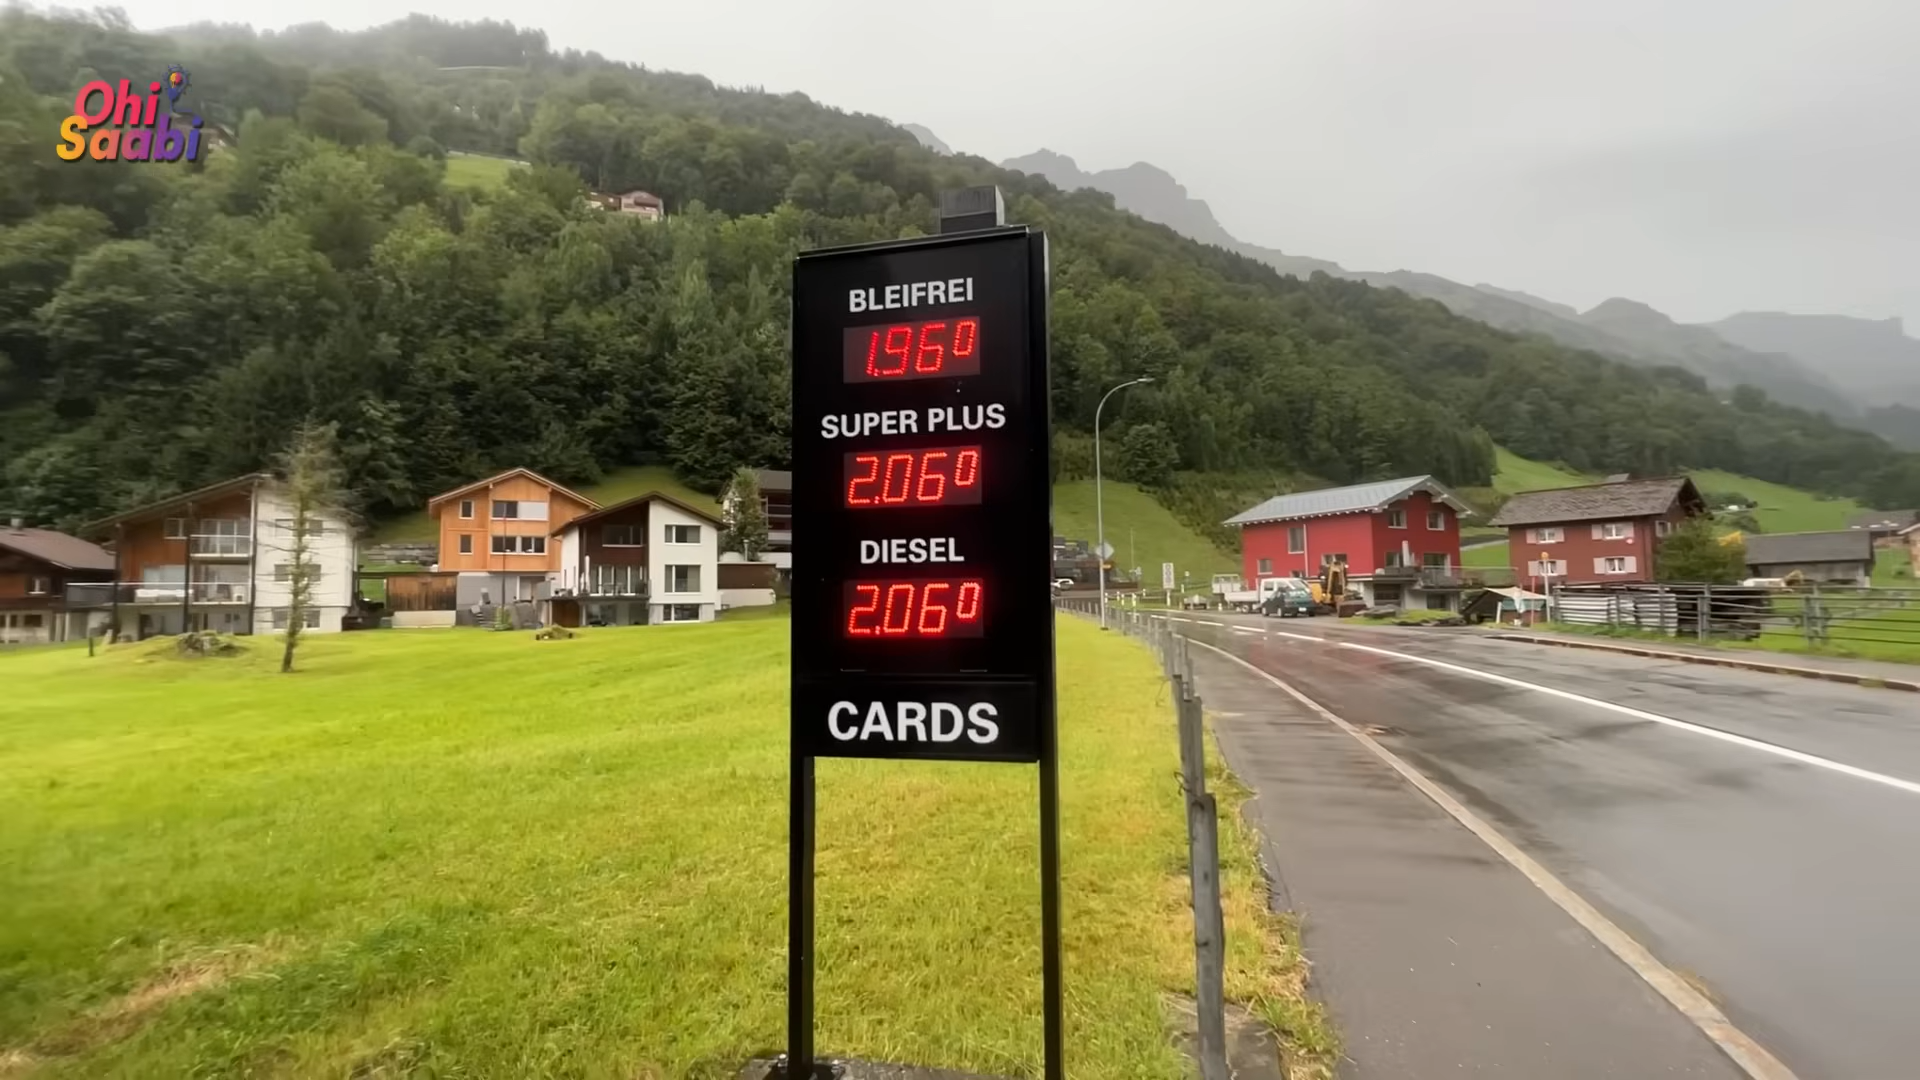 Ohi
Saabi
BLEIFREI
1.960
SUPER PLUS
2.060
DIESEL
2.060
CARDS